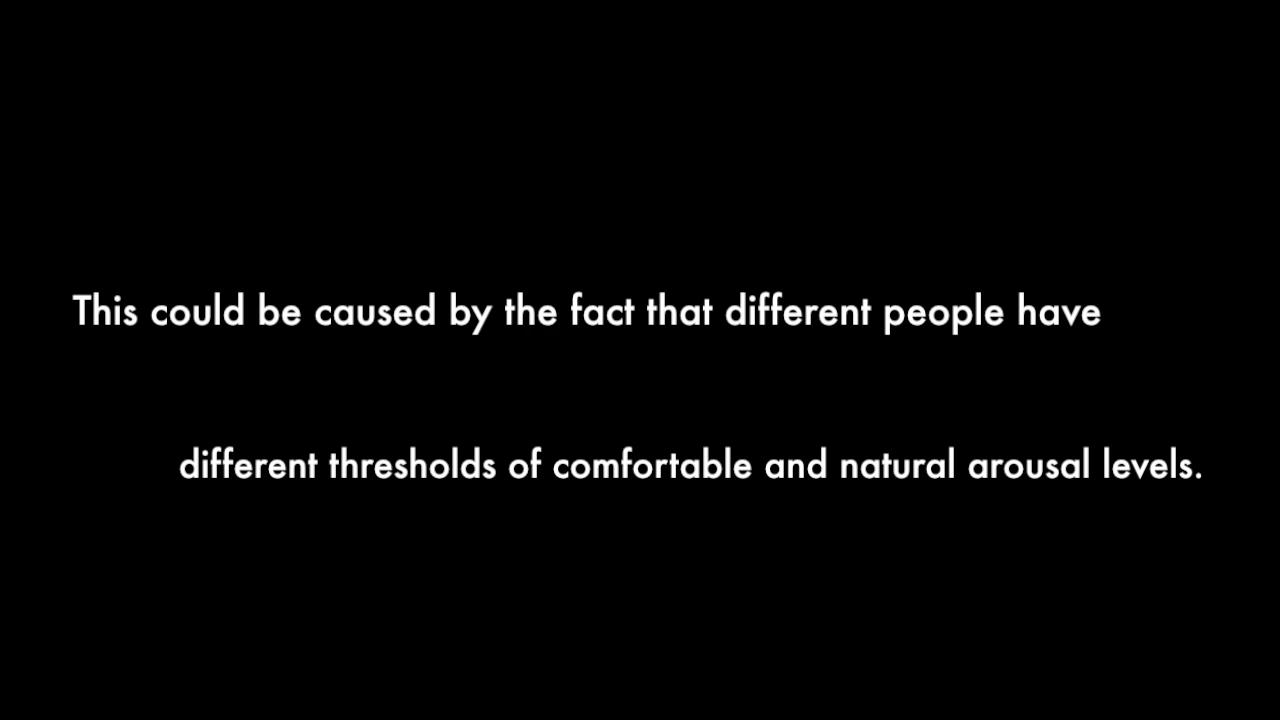 This could be caused by the fact that different people have
different thresholds of comfortable and natural arousal levels.